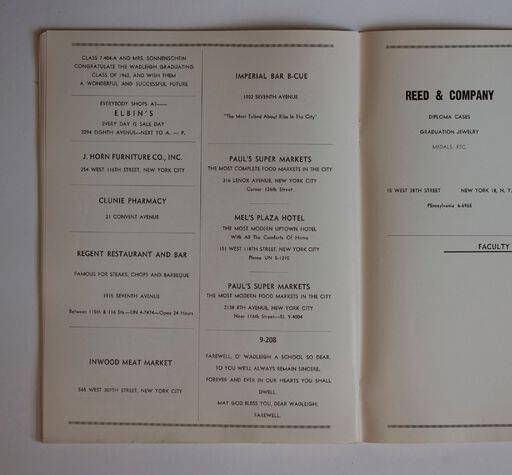 CLASS 7-404-A AND MRS. SONNENSCHEIN
CONGRATULATE THE WADLEIGH GRADUATING
CLASS OF 1962, AND WISH THEM
A WONDERFUL AND SUCCESSFUL FUTURE
EVERYBODY SHOPS AT—
ELBIN'S
EVERY DAY IS SALE DAY
2294 EIGHTH AVENUE—NEXT TO A. — P.
J. HORN FURNITURE CO., INC.
254 WEST 116TH STREET, NEW YORK CITY
CLUNIE PHARMACY
21 CONVENT AVENUE
REGENT RESTAURANT AND BAR
FAMOUS FOR STEAKS, CHOPS AND BARBEQUE
1915 SEVENTH AVENUE
Between 115th & 116 Sts.—UN 4-7474—Open 24 Hours
INWOOD MEAT MARKET
565 WEST 207TH STREET, NEW YORK CITY
IMPERIAL BAR B-CUE
1902 SEVENTH AVENUE
"The Most Talked About Ribs In The City"
PAUL'S SUPER MARKETS
THE MOST COMPLETE FOOD MARKETS IN THE CITY
316 LENOX AVENUE, NEW YORK CITY
Corner 126th Street
MEL'S PLAZA HOTEL
THE MOST MODERN UPTOWN HOTEL
With All The Comforts Of Home
151 WEST 118TH STREET, NEW YORK CITY
Phone UN 5-1310
PAUL'S SUPER MARKETS
THE MOST MODERN FOOD MARKETS IN THE CITY
2138 8TH AVENUE, NEW YORK CITY
Near 116th Street—RI. 9-4004
9-208
FAREWELL, O' WADLEIGH A SCHOOL SO DEAR,
TO YOU WE'LL ALWAYS REMAIN SINCERE.
FOREVER AND EVER IN OUR HEARTS YOU SHALL
DWELL.
MAY GOD BLESS YOU, DEAR WADLEIGH,
FAREWELL.
REED & COMPANY
DIPLOMA CASES
GRADUATION JEWELRY
MEDALS, ETC.
15 WEST 38TH STREET NEW YORK 18, N. Y.
PEnnsylvania 6-6966
FACULTY